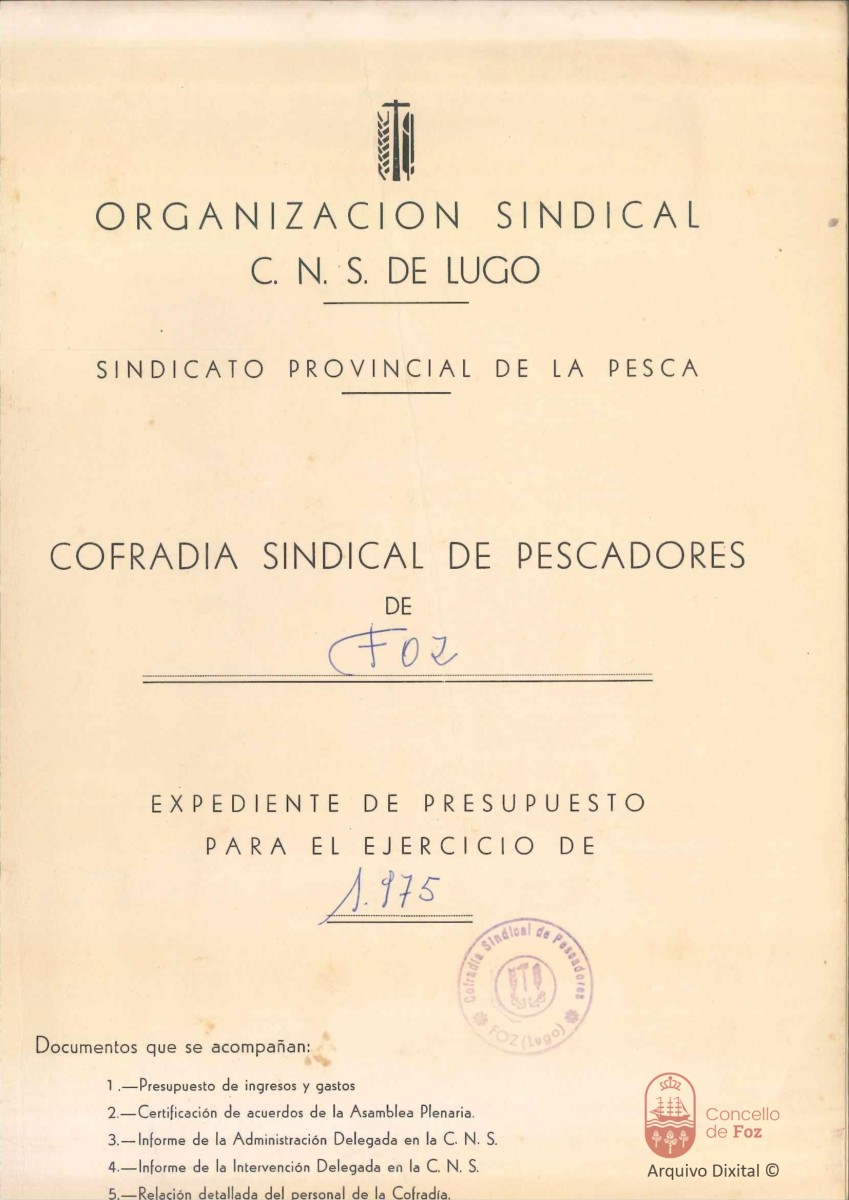 ORGANIZACION SINDICAL
C. N. S. DE LUGO
SINDICATO PROVINCIAL DE LA PESCA
COFRADIA SINDICAL DE PESCADORES
DE
FOZ
EXPEDIENTE DE PRESUPUESTO
PARA EL EJERCICIO DE
1.975
Cofradía Sindical de Pescadores
FOZ (Lugo)
Documentos que se acompañan:
1.—Presupuesto de ingresos y gastos
2.—Certificación de acuerdos de la Asamblea Plenaria.
3.—Informe de la Administración Delegada en la C. N. S.
4.—Informe de la Intervención Delegada en la C. N. S.
5.—Relación detallada del personal de la Cofradía.
Concello
de Foz
Arquivo Dixital ©